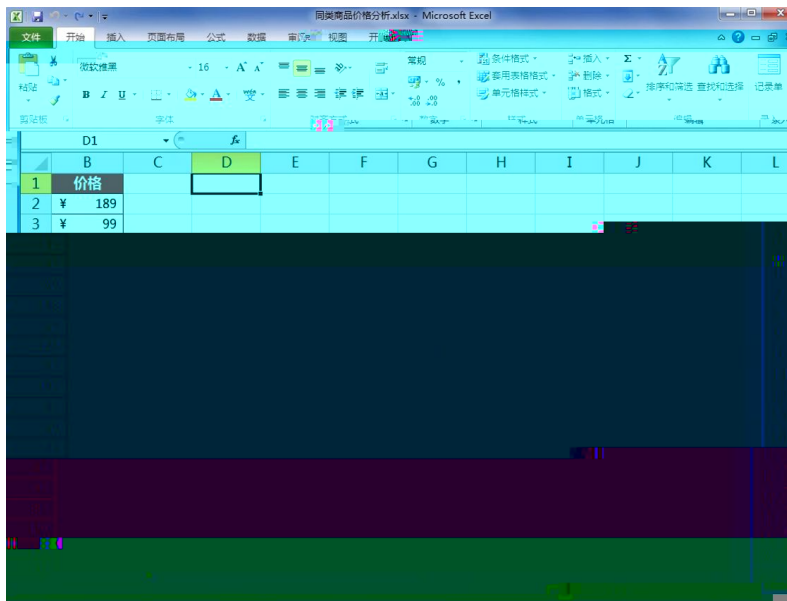 同类商品价格分析.xlsx - Microsoft Excel
文件 开始 插入 页面布局 公式 数据 视图
微软雅黑 16 常规 条件格式 插入 Σ
粘贴 套用表格格式 删除 排序和筛选 查找和选择 记录单
B I U A % 单元格样式 格式
剪贴板 字体
D1 fx
B C D E F G H I J K L
1 价格
2 ¥ 189
3 ¥ 99